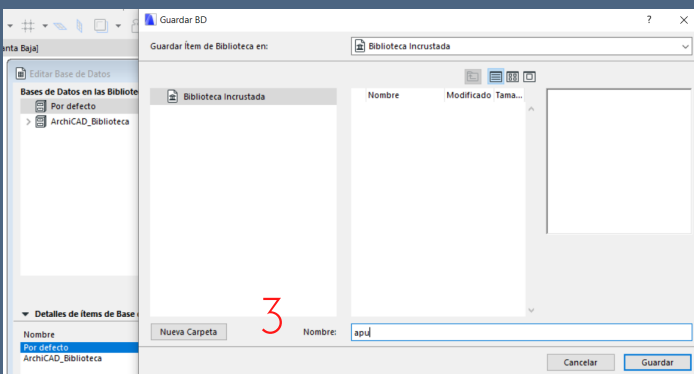 Guardar BD
? X
anta Baja]
Guardar Ítem de Biblioteca en:
Biblioteca Incrustada
Editar Base de Datos
Bases de Datos en las Bibliote
Por defecto
ArchiCAD_Biblioteca
Biblioteca Incrustada
Nombre Modificado Tama...
Detalles de ítems de Base
Nombre
Por defecto
ArchiCAD_Biblioteca
Nueva Carpeta
3
Nombre:
apu
Cancelar
Guardar